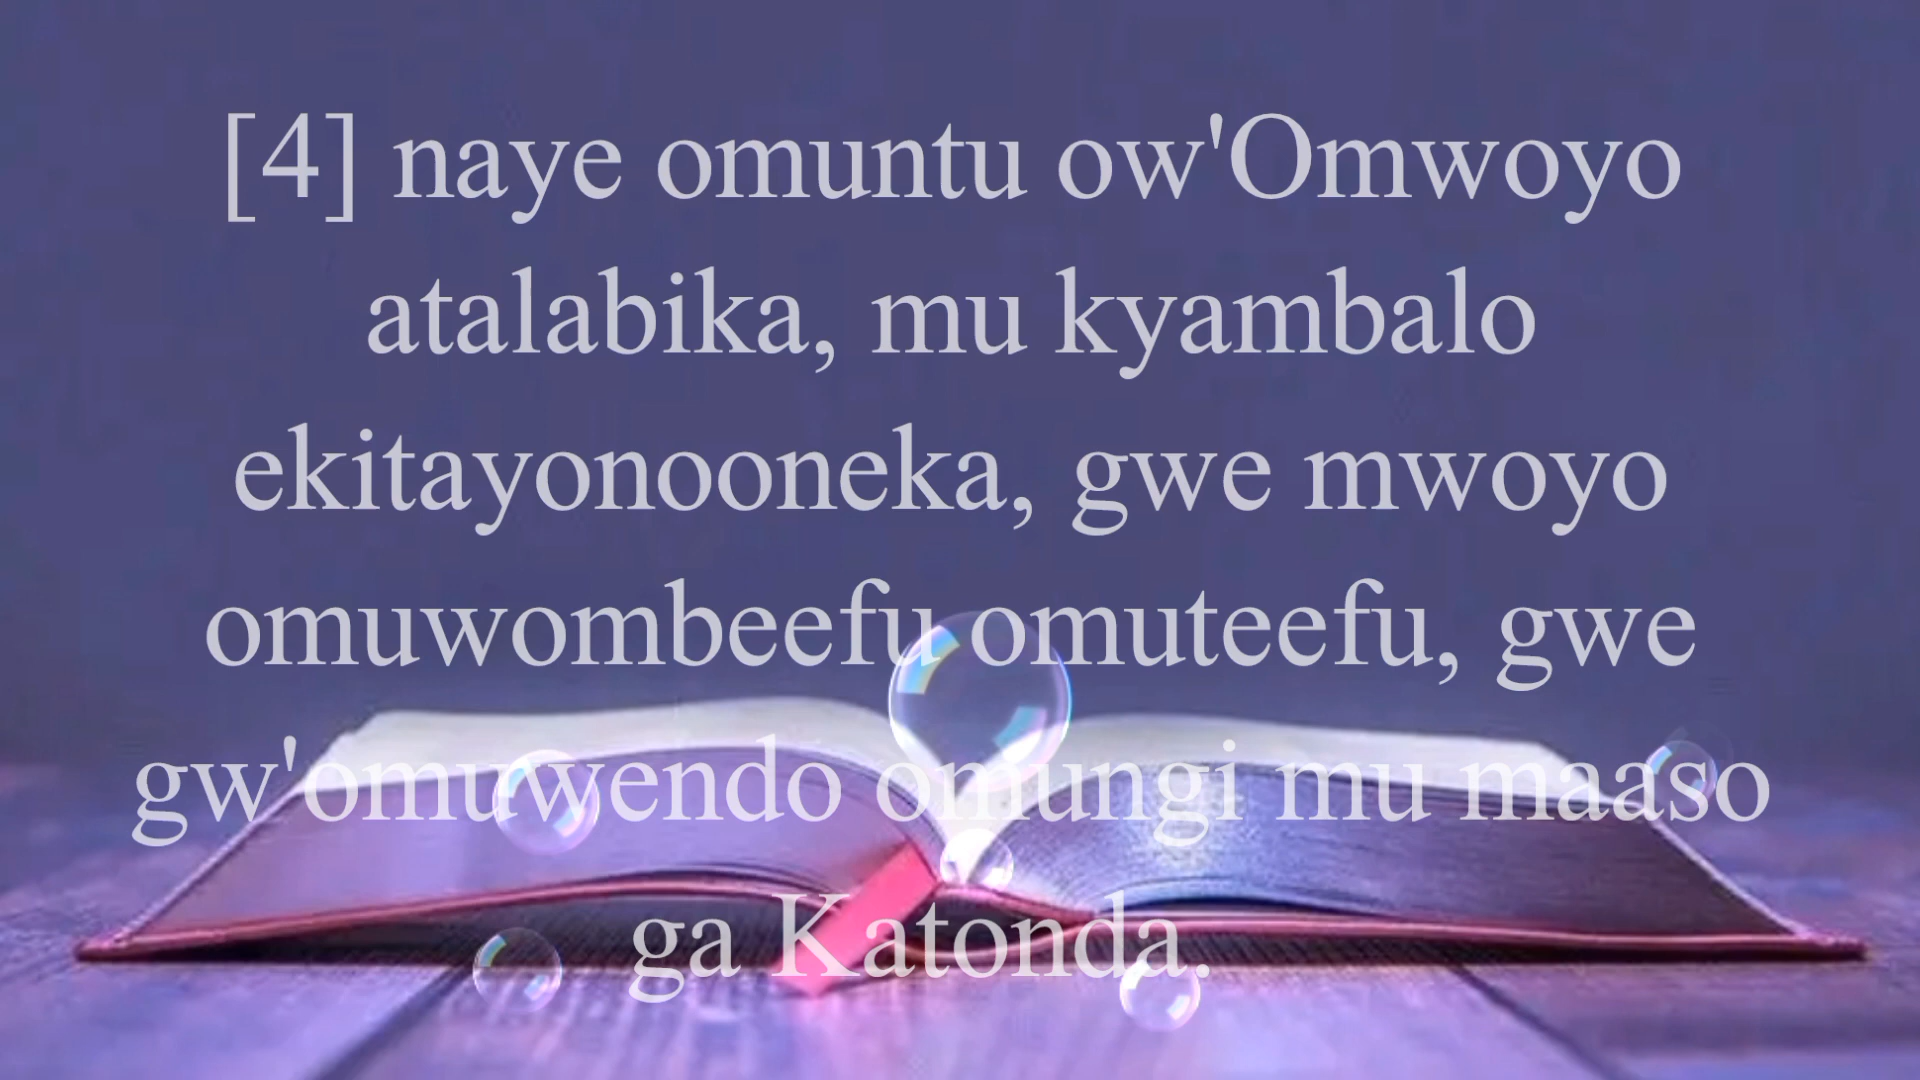 [4] naye omuntu ow'Omwoyo
atalabika, mu kyambalo
ekitayonooneka, gwe mwoyo
omuwombeefu omuteefu, gwe
gw'omuwendo omungi mu maaso
ga Katonda.